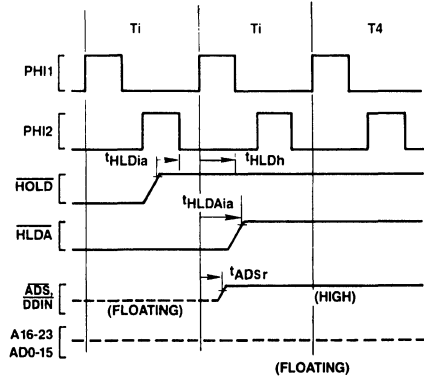 Ti Ti T4
PHI1
PHI2
tHLDia tHLDh
HOLD
tHLDAia
HLDA
tADSr
ADS,
DDIN
(FLOATING) (HIGH)
A16-23
AD0-15
(FLOATING)